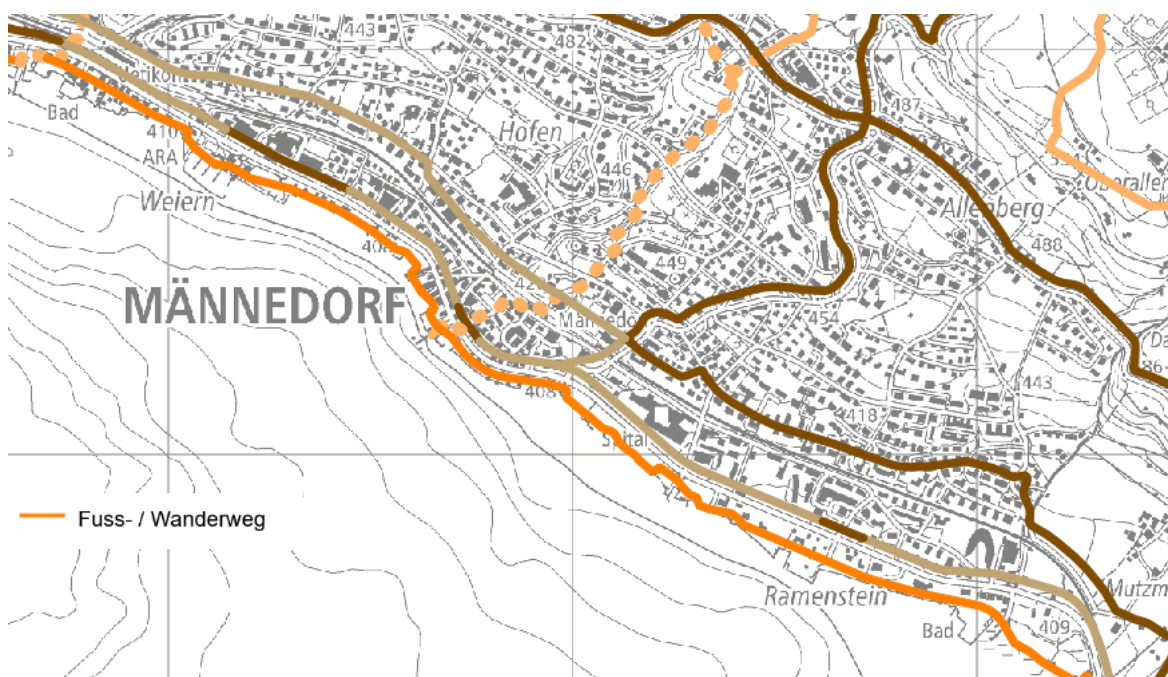 443
482
Bad
410
Hofen
487
ARA
446
Weiern
Allenberg
449
488
MÄNNEDORF
454
408
443
418
Spital
Fuss- / Wanderweg
Ramenstein
Bad
409